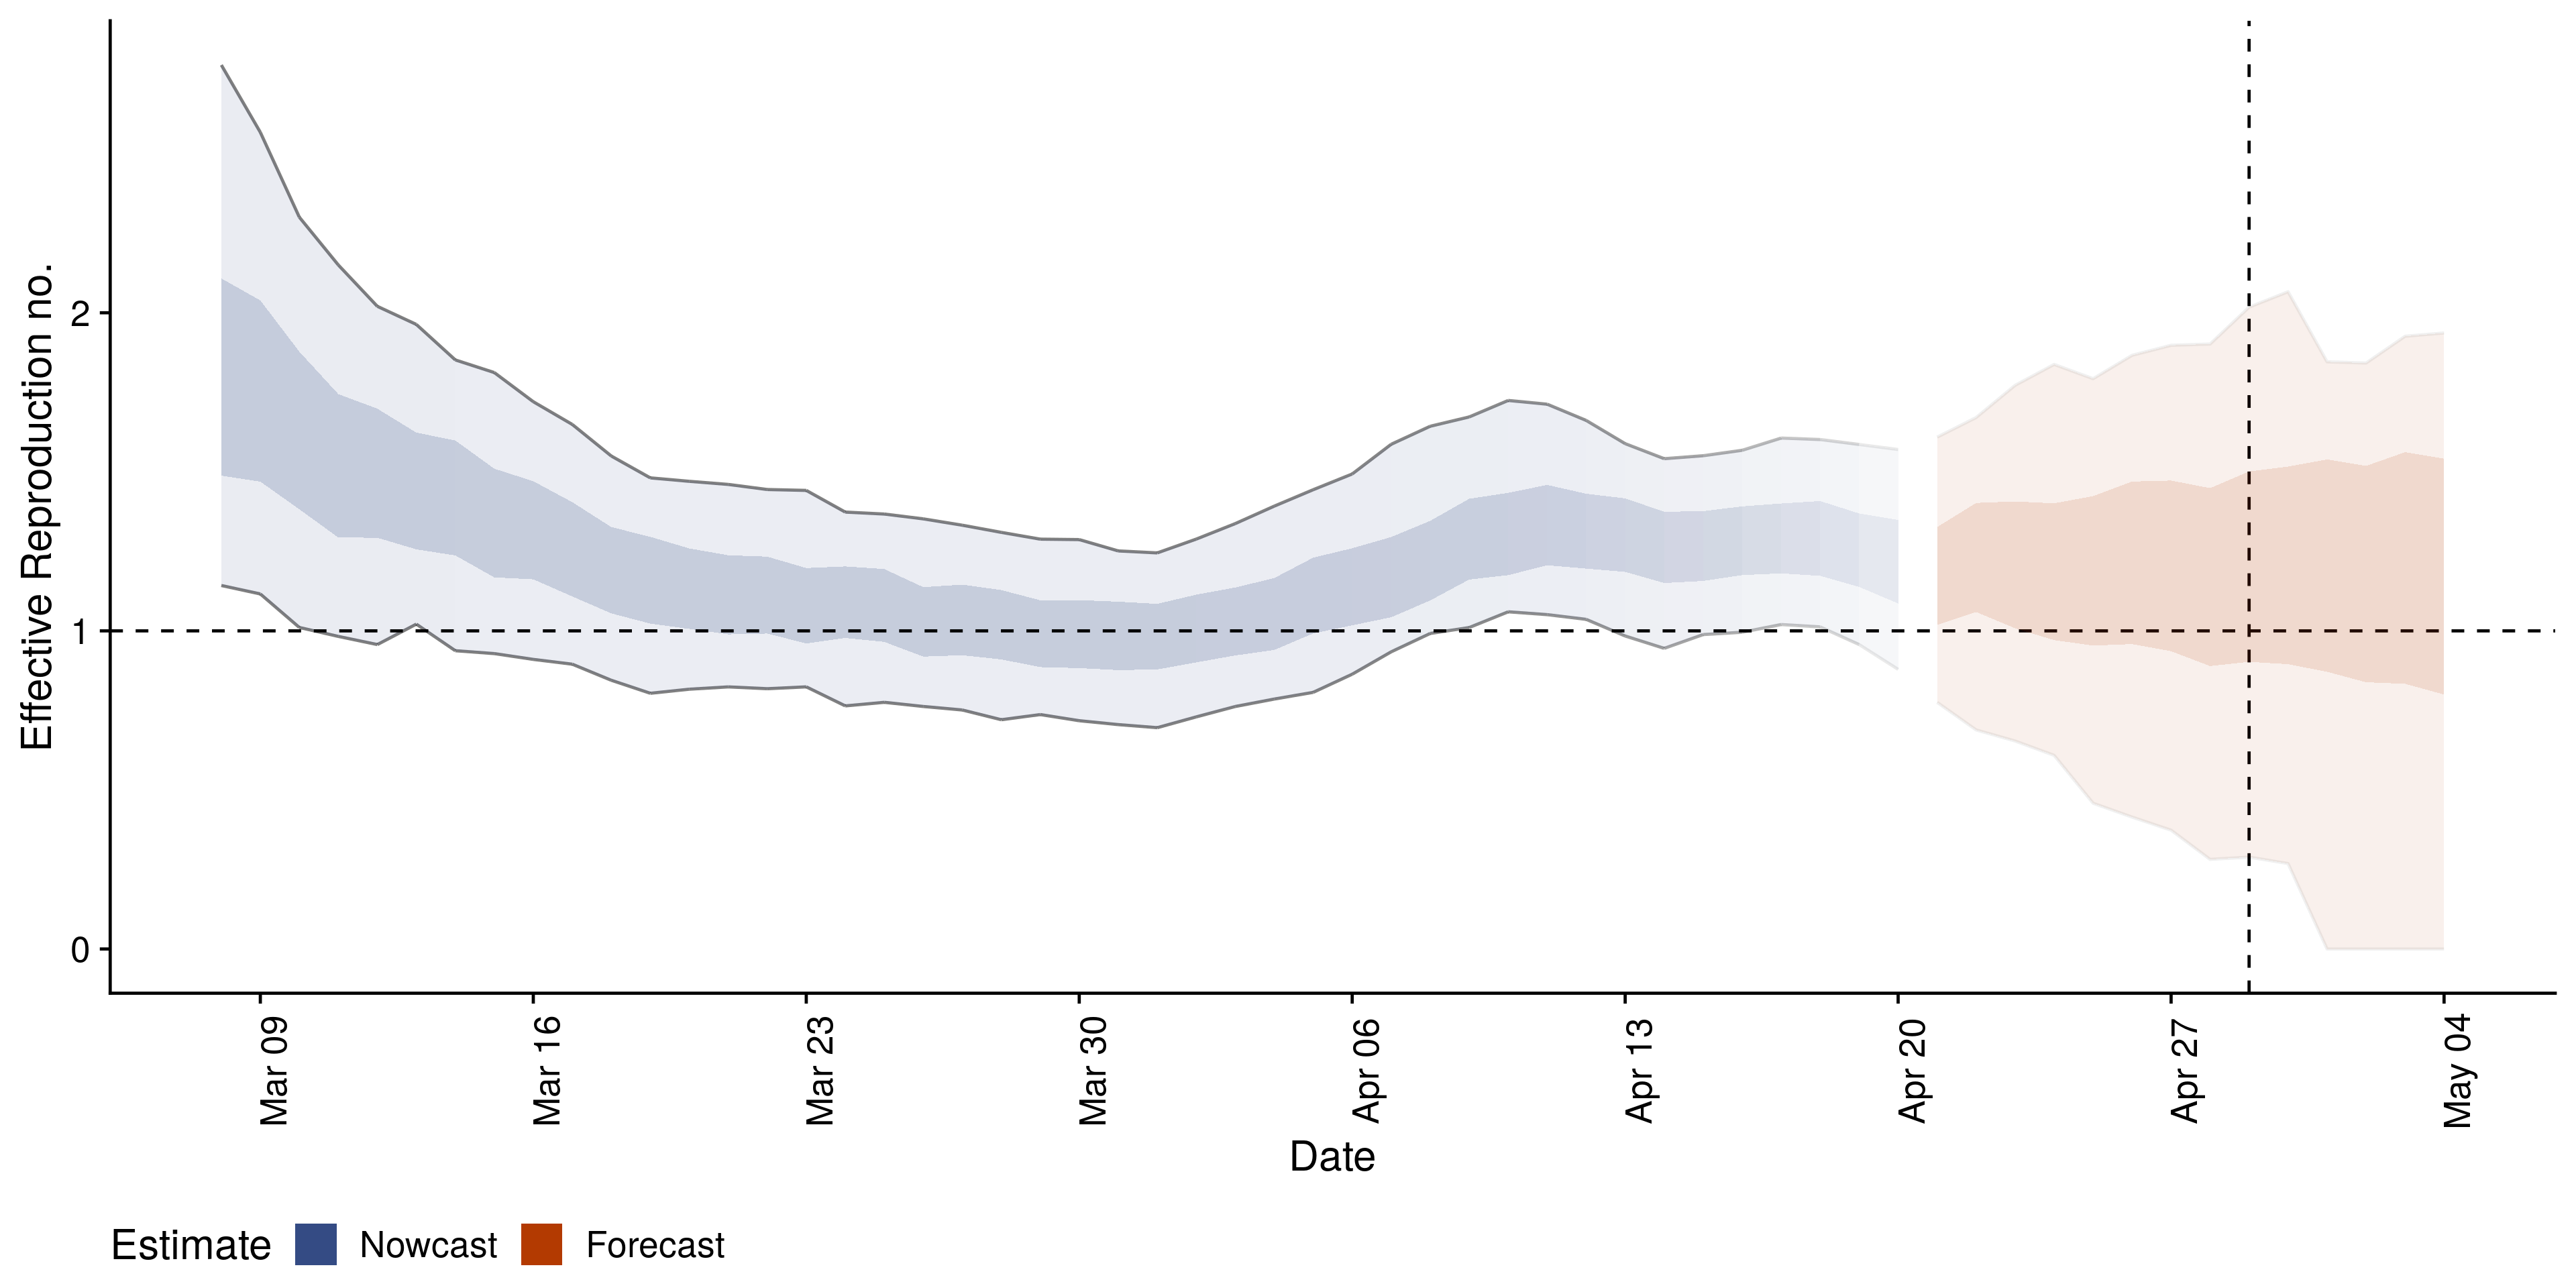 Effective Reproduction no.
2
1
0
Mar 09
Mar 16
Mar 23
Mar 30
Apr 06
Apr 13
Apr 20
Apr 27
May 04
Date
Estimate Nowcast Forecast